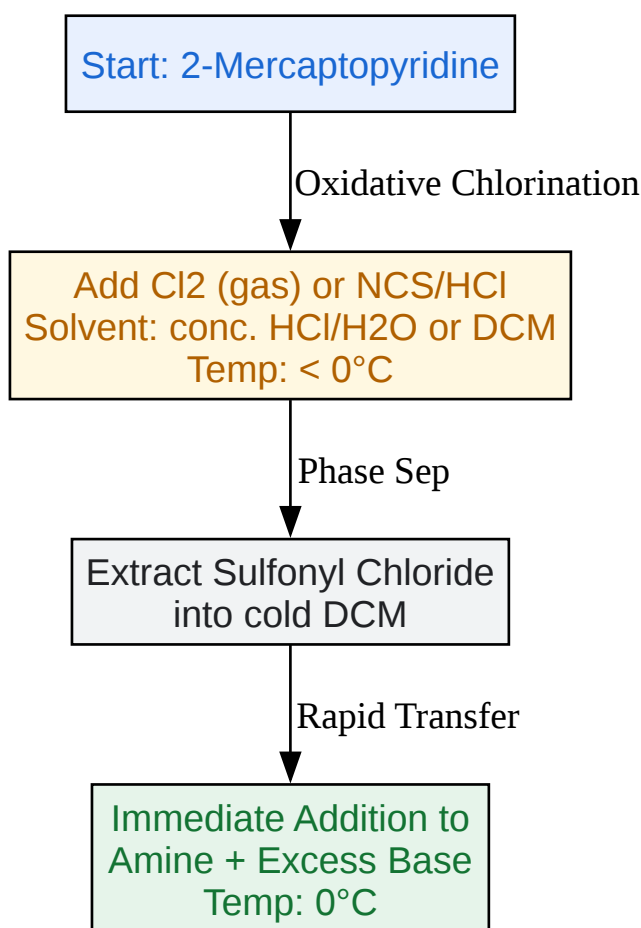 Start: 2-Mercaptopyridine
Oxidative Chlorination
Add Cl2 (gas) or NCS/HCl
Solvent: conc. HCl/H2O or DCM
Temp: < 0°C
Phase Sep
Extract Sulfonyl Chloride
into cold DCM
Rapid Transfer
Immediate Addition to
Amine + Excess Base
Temp: 0°C